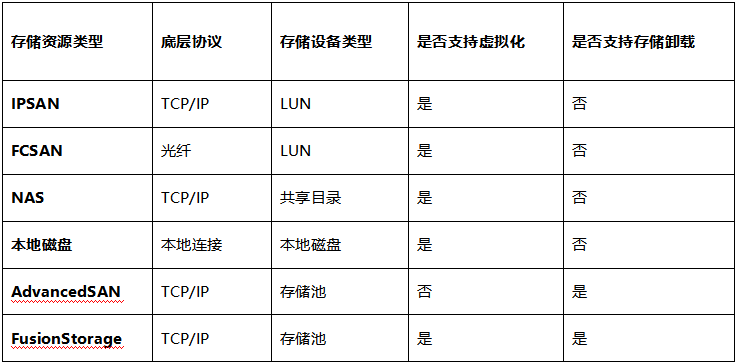 存储资源类型 底层协议 存储设备类型 是否支持虚拟化 是否支持存储卸载
IPSAN TCP/IP LUN 是 否
FCSAN 光纤 LUN 是 否
NAS TCP/IP 共享目录 是 否
本地磁盘 本地连接 本地磁盘 是 否
AdvancedSAN TCP/IP 存储池 否 是
FusionStorage TCP/IP 存储池 是 是